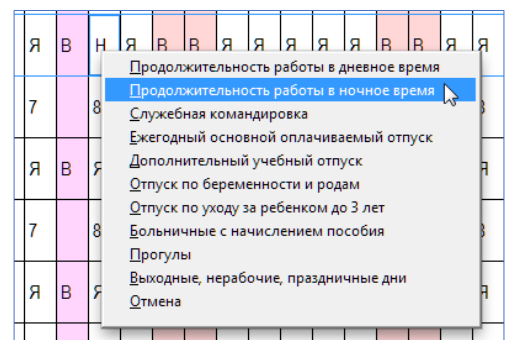 Я В Н Я В В Я Я Я Я Я В В Я Я
Продолжительность работы в дневное время
Продолжительность работы в ночное время
7 8
Служебная командировка
Ежегодный основной оплачиваемый отпуск
Дополнительный учебный отпуск
Я В Я Я
Отпуск по беременности и родам
Отпуск по уходу за ребенком до 3 лет
7 8
Больничные с начислением пособия
Прогулы
Выходные, нерабочие, праздничные дни
Я В Я Я
Отмена